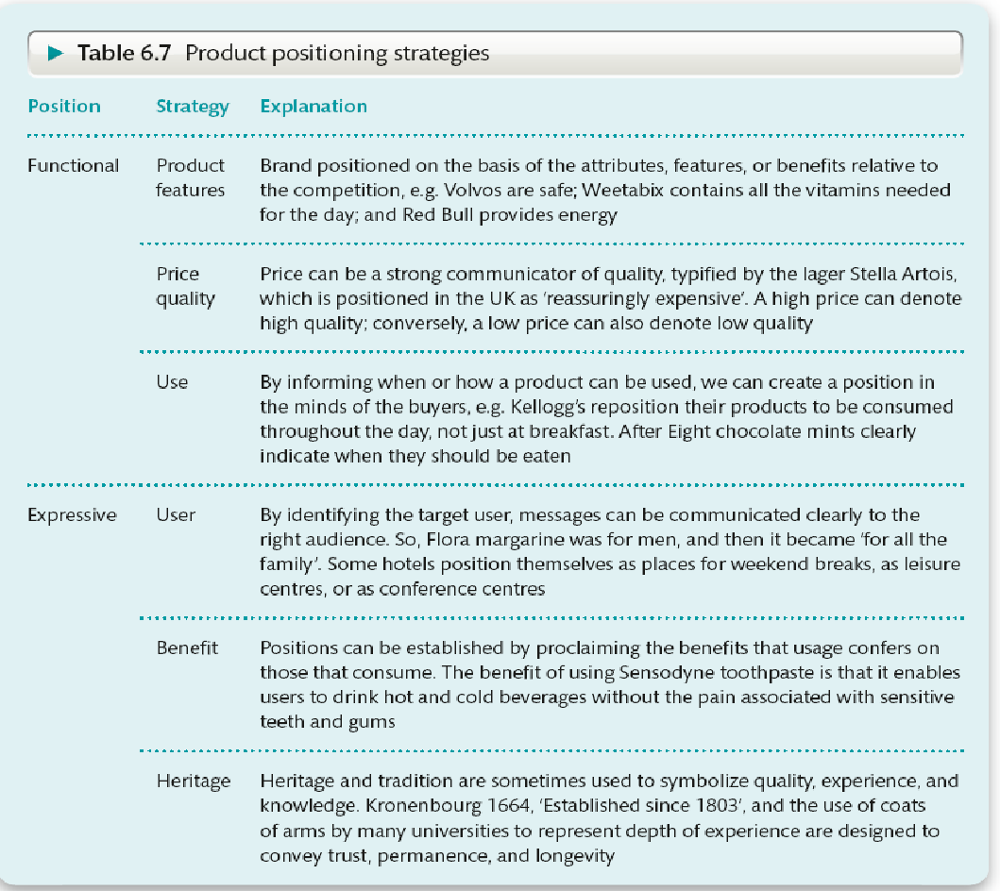 ► Table 6.7 Product positioning strategies
Position Strategy Explanation
Functional Product features Brand positioned on the basis of the attributes, features, or benefits relative to
the competition, e.g. Volvos are safe; Weetabix contains all the vitamins needed
for the day; and Red Bull provides energy
Price quality Price can be a strong communicator of quality, typified by the lager Stella Artois,
which is positioned in the UK as ‘reassuringly expensive’. A high price can denote
high quality; conversely, a low price can also denote low quality
Use By informing when or how a product can be used, we can create a position in
the minds of the buyers, e.g. Kellogg’s reposition their products to be consumed
throughout the day, not just at breakfast. After Eight chocolate mints clearly
indicate when they should be eaten
Expressive User By identifying the target user, messages can be communicated clearly to the
right audience. So, Flora margarine was for men, and then it became ‘for all the
family’. Some hotels position themselves as places for weekend breaks, as leisure
centres, or as conference centres
Benefit Positions can be established by proclaiming the benefits that usage confers on
those that consume. The benefit of using Sensodyne toothpaste is that it enables
users to drink hot and cold beverages without the pain associated with sensitive
teeth and gums
Heritage Heritage and tradition are sometimes used to symbolize quality, experience, and
knowledge. Kronenbourg 1664, ‘Established since 1803’, and the use of coats
of arms by many universities to represent depth of experience are designed to
convey trust, permanence, and longevity